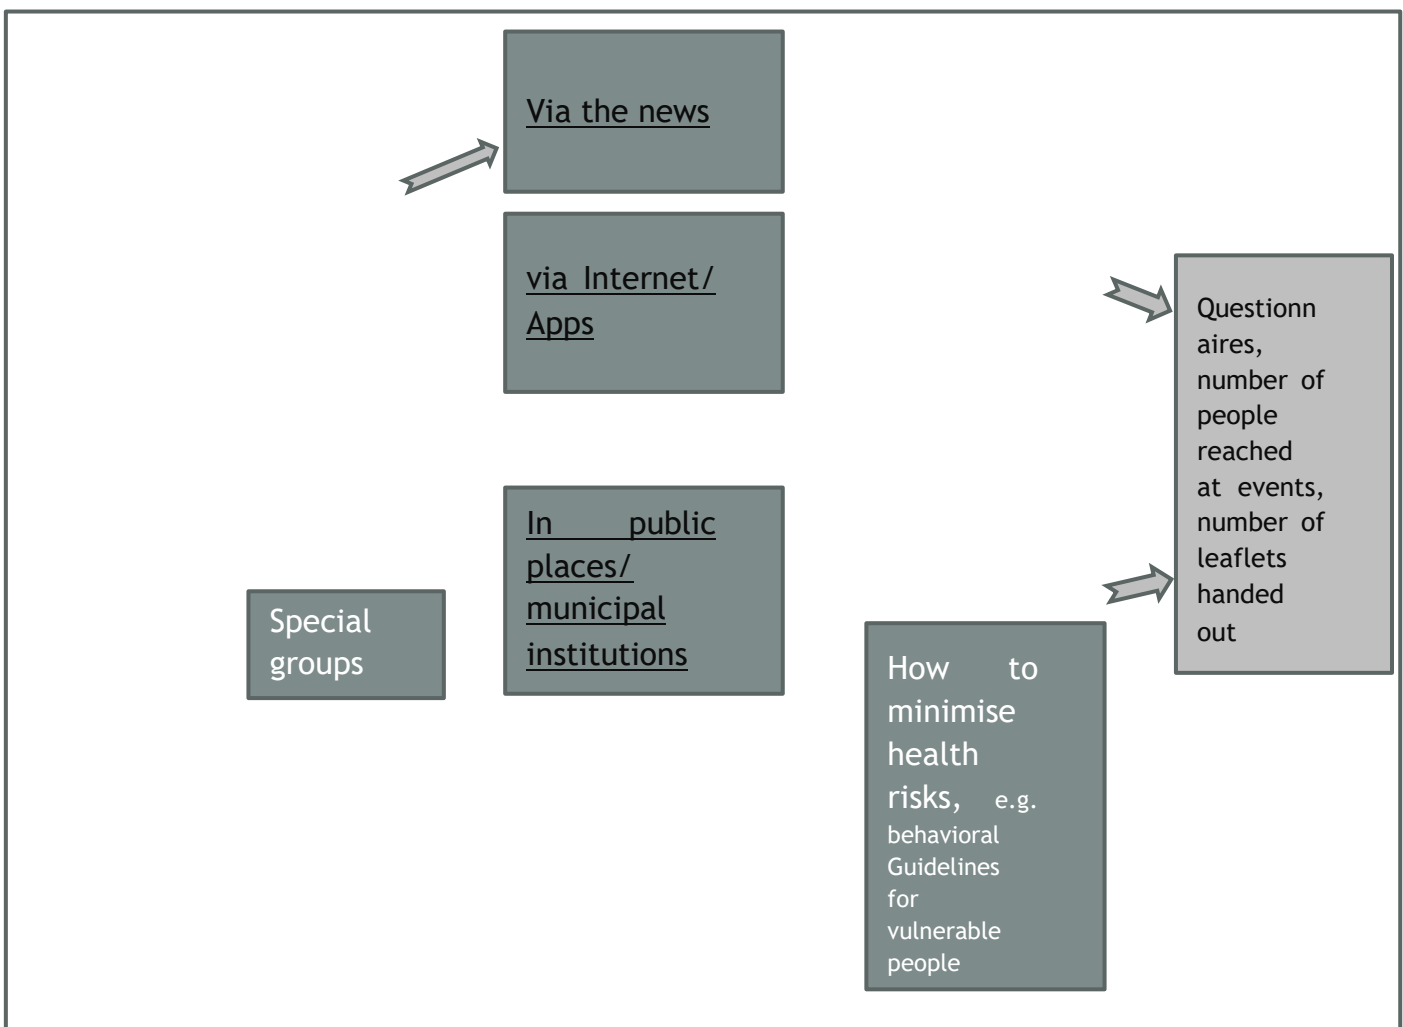 Via the news
via Internet/
Apps
In public
places/
municipal
institutions
Special
groups
How to
minimise
health
risks, e.g.
behavioral
Guidelines
for
vulnerable
people
Questionn
aires,
number of
people
reached
at events,
number of
leaflets
handed
out